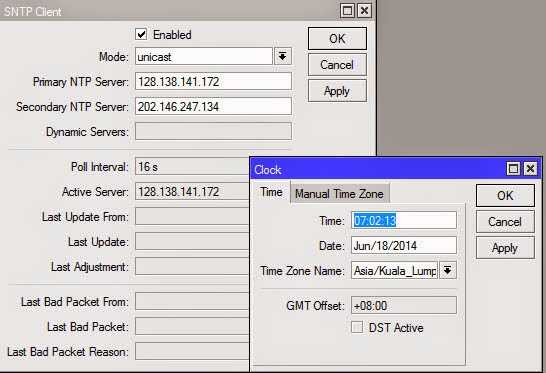 SNTP Client
Enabled
Mode: unicast
Primary NTP Server: 128.138.141.172
Secondary NTP Server: 202.146.247.134
Dynamic Servers:
Poll Interval: 16 s
Active Server: 128.138.141.172
Last Update From:
Last Update:
Last Adjustment:
Last Bad Packet From:
Last Bad Packet:
Last Bad Packet Reason:
OK
Cancel
Apply
Clock
Time Manual Time Zone
Time: 07:02:13
Date: Jun/18/2014
Time Zone Name: Asia/Kuala_Lump
GMT Offset: +08:00
DST Active
OK
Cancel
Apply